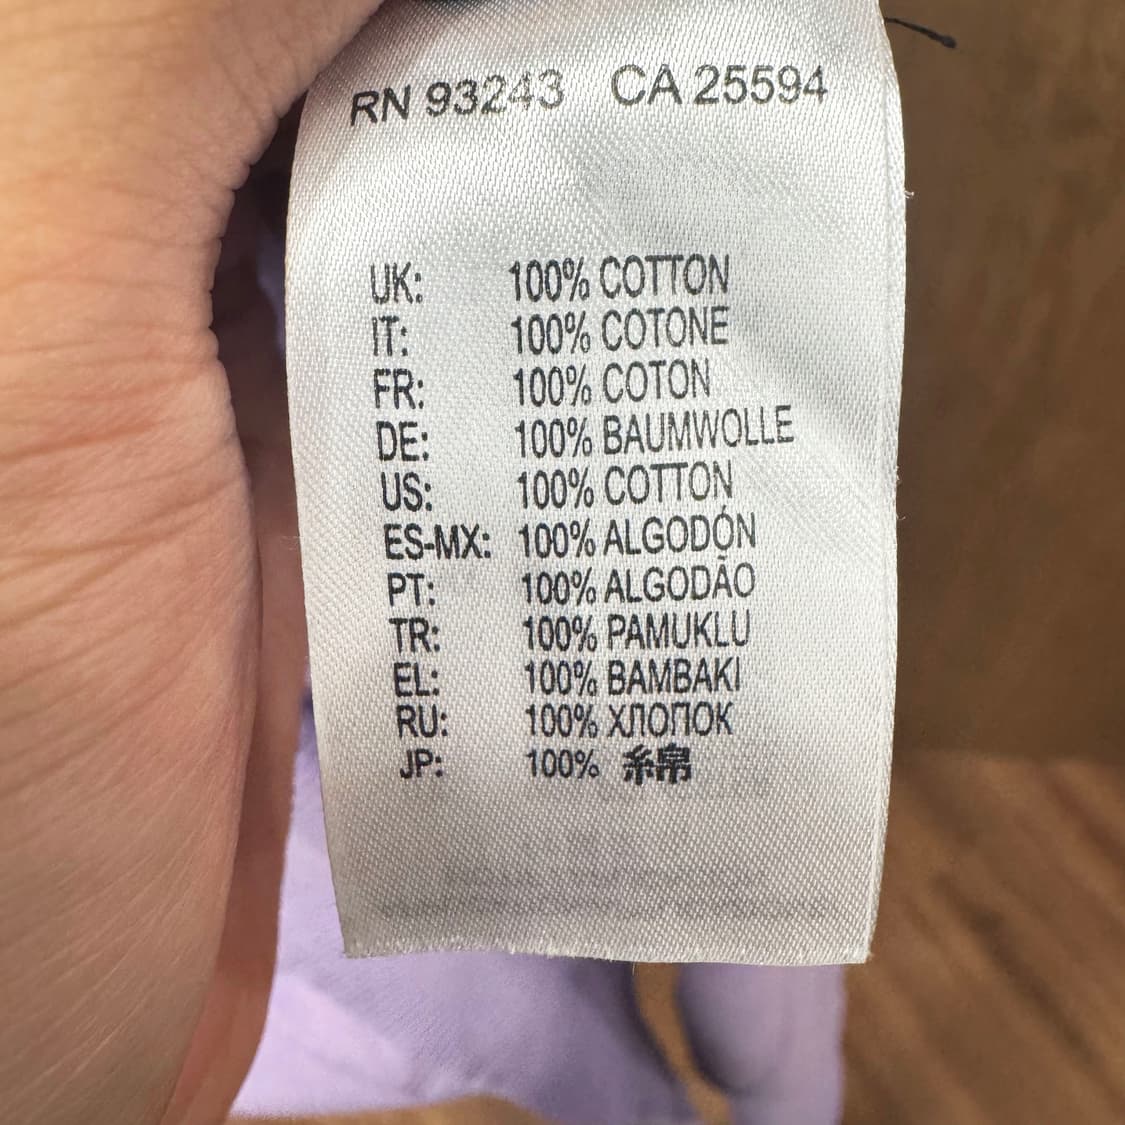 RN 93243 CA 25594
UK: 100% COTTON
IT: 100% COTONE
FR: 100% COTON
DE: 100% BAUMWOLLE
US: 100% COTTON
ES-MX: 100% ALGODÓN
PT: 100% ALGODÃO
TR: 100% PAMUKLU
EL: 100% BAMBAKI
RU: 100% ХЛОПОК
JP: 100% 綿帛